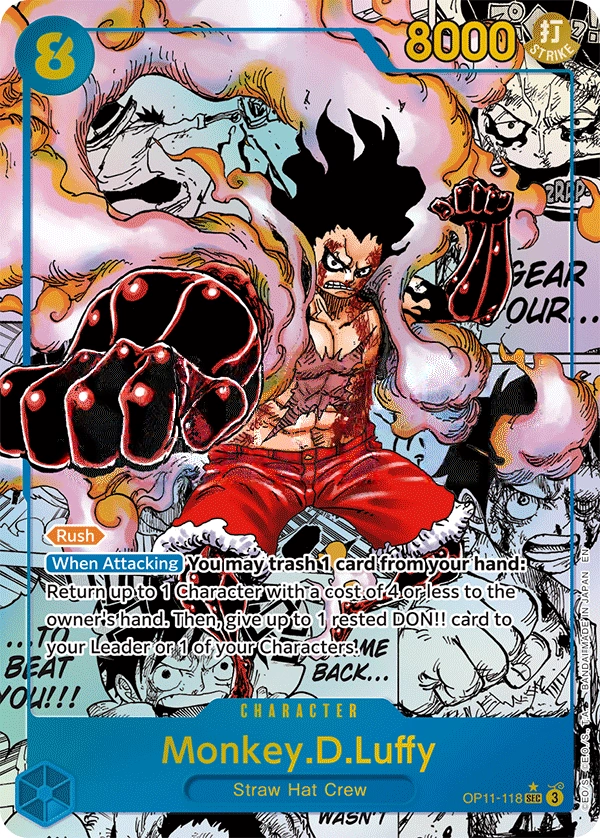 8
8000
打
STRIKE
GEAR
OUR...
Rush
When Attacking You may trash 1 card from your hand:
Return up to 1 Character with a cost of 4 or less to the
owner's hand. Then, give up to 1 rested DON!! card to
your Leader or 1 of your Characters.
...TO
BEAT
YOU!!!
ME
BACK...
CHARACTER
Monkey.D.Luffy
Straw Hat Crew
OP11-118 SEC 3
WASN'T